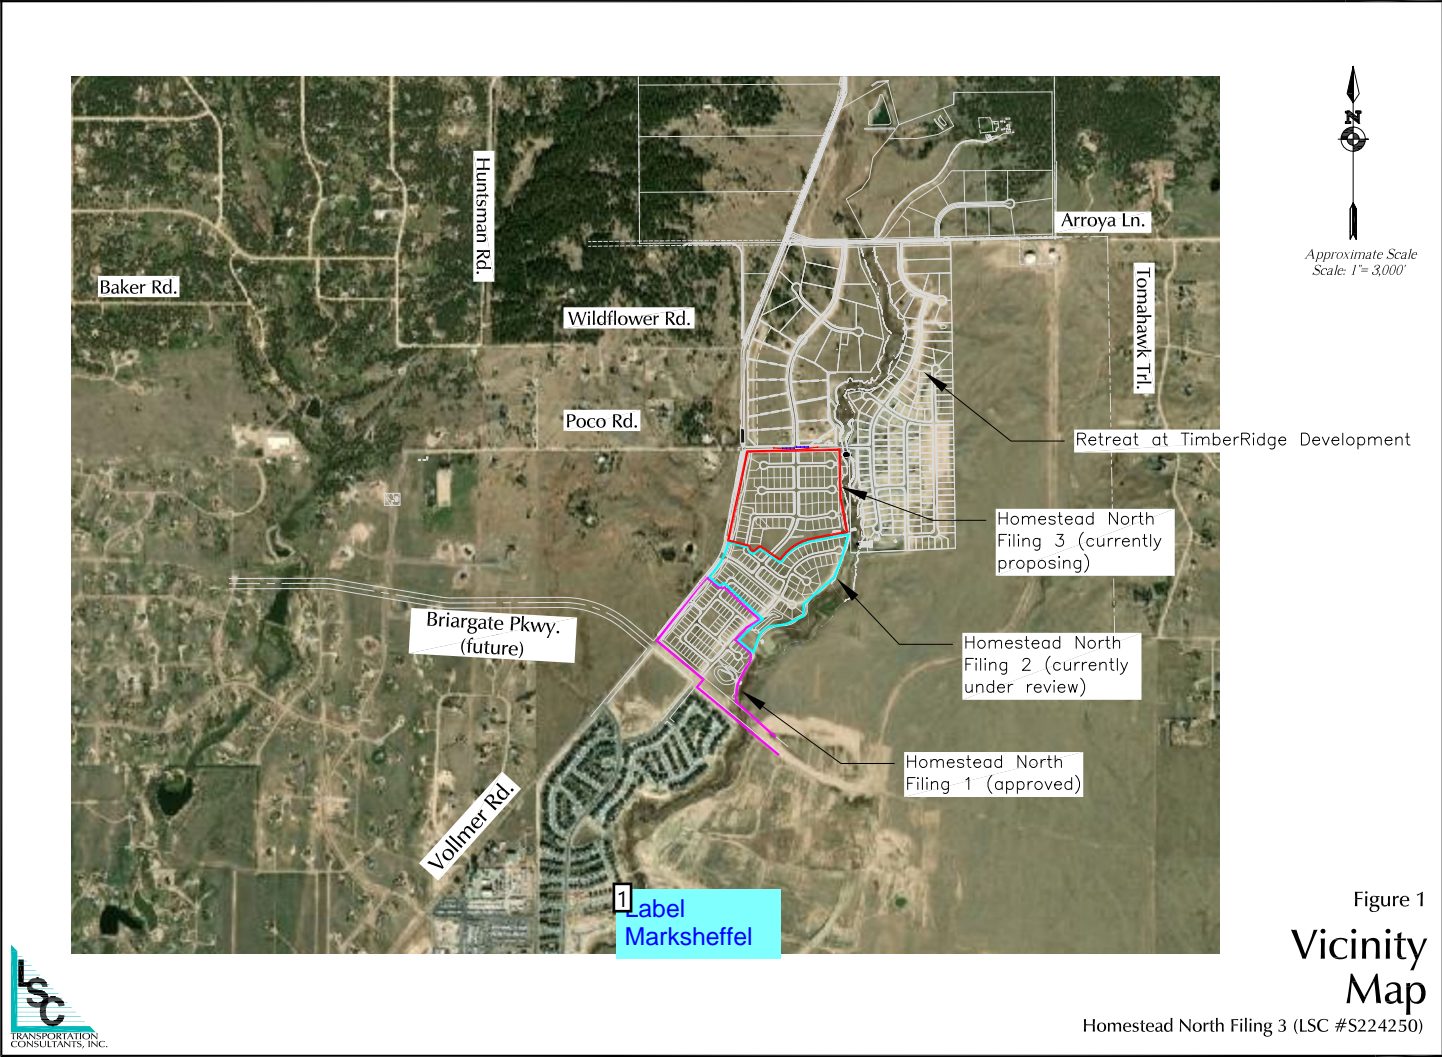 N
Approximate Scale
Scale: 1"= 3,000'
Huntsman Rd.
Arroya Ln.
Baker Rd.
Tomahawk Trl.
Wildflower Rd.
Poco Rd.
Retreat at TimberRidge Development
Homestead North
Filing 3 (currently
proposing)
Briargate Pkwy.
(future)
Homestead North
Filing 2 (currently
under review)
Homestead North
Filing 1 (approved)
Vollmer Rd.
1
Label
Marksheffel
Figure 1
Vicinity
Map
Homestead North Filing 3 (LSC #S224250)
LSC
TRANSPORTATION
CONSULTANTS, INC.